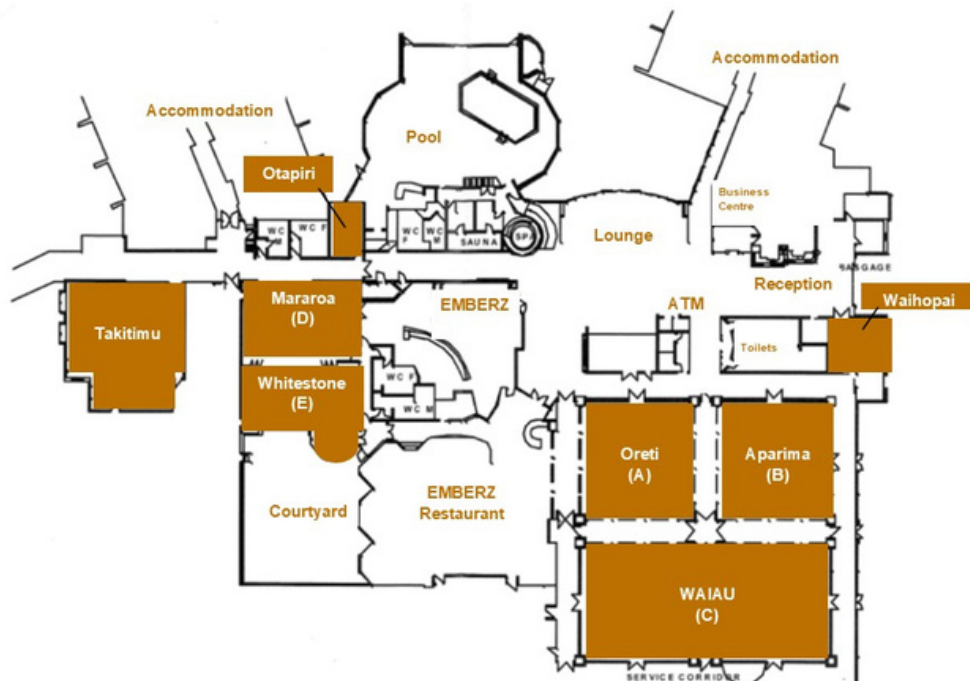 Accommodation
Accommodation
Pool
Otapiri
Business
Centre
WC
M
WC F
WC
F
WC
M
SAUNA
SPA
Lounge
BAGGAGE
Reception
Waihopai
Mararoa
(D)
EMBERZ
ATM
Takitimu
Toilets
Whitestone
(E)
WC F
WC M
Oreti
(A)
Aparima
(B)
Courtyard
EMBERZ
Restaurant
WAIAU
(C)
SERVICE CORRIDOR